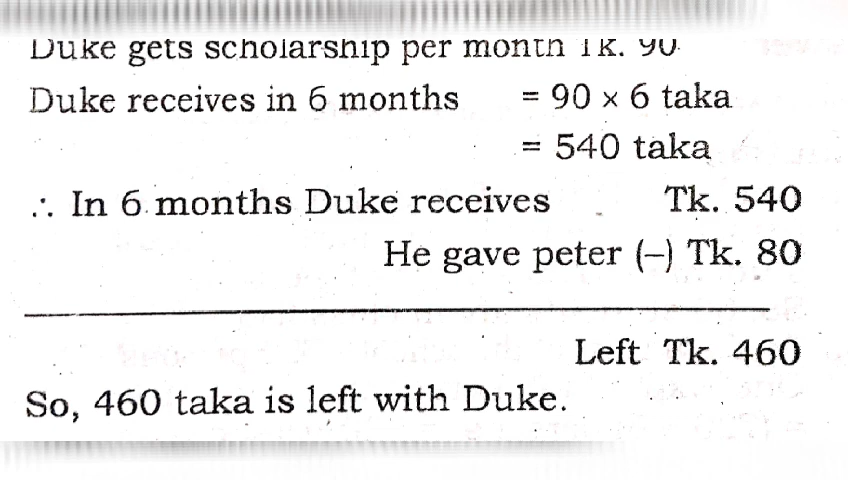 Duke gets scholarship per month Tk. 90.
Duke receives in 6 months = 90 × 6 taka
= 540 taka
∴ In 6 months Duke receives Tk. 540
He gave peter (–) Tk. 80
Left Tk. 460
So, 460 taka is left with Duke.